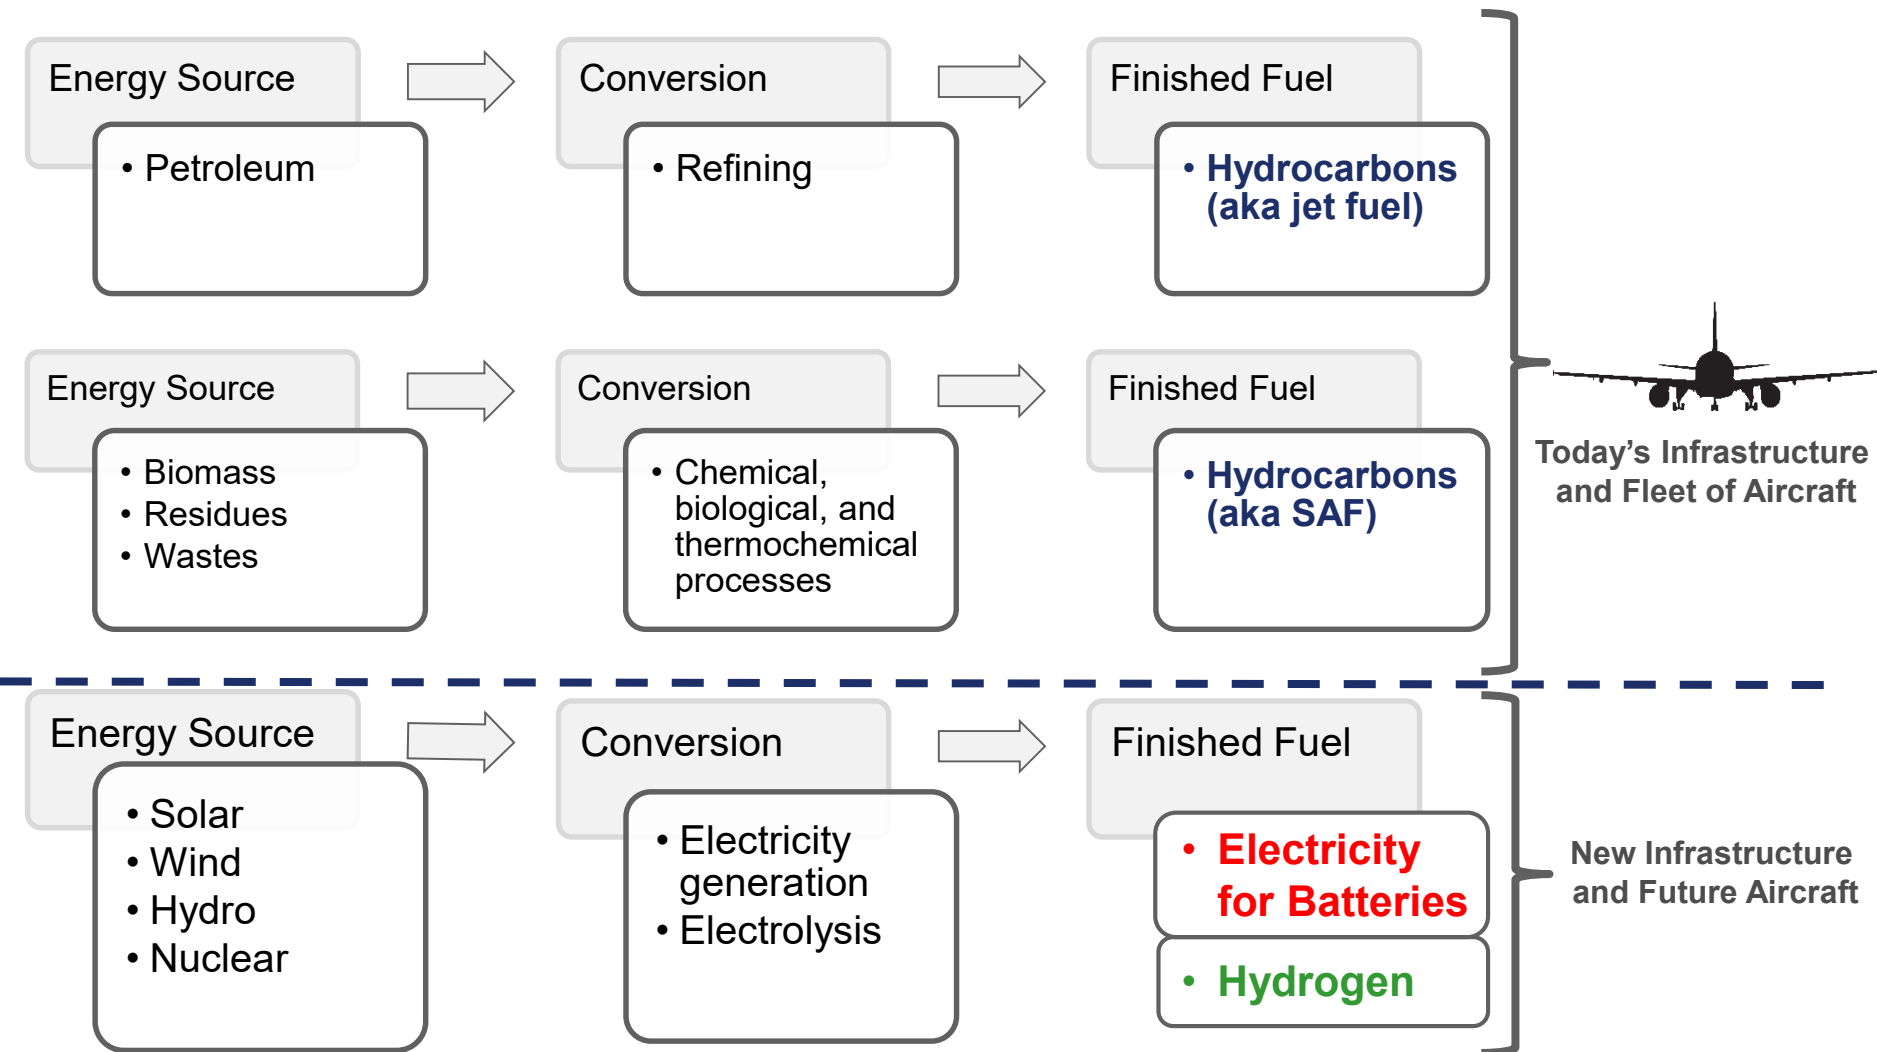 Energy Source
Conversion
Finished Fuel
• Petroleum
• Refining
• Hydrocarbons
(aka jet fuel)
Energy Source
Conversion
Finished Fuel
• Biomass
• Residues
• Wastes
• Chemical,
biological, and
thermochemical
processes
• Hydrocarbons
(aka SAF)
Today's Infrastructure
and Fleet of Aircraft
Energy Source
Conversion
Finished Fuel
• Solar
• Wind
• Hydro
• Nuclear
• Electricity
generation
• Electrolysis
• Electricity
for Batteries
• Hydrogen
New Infrastructure
and Future Aircraft